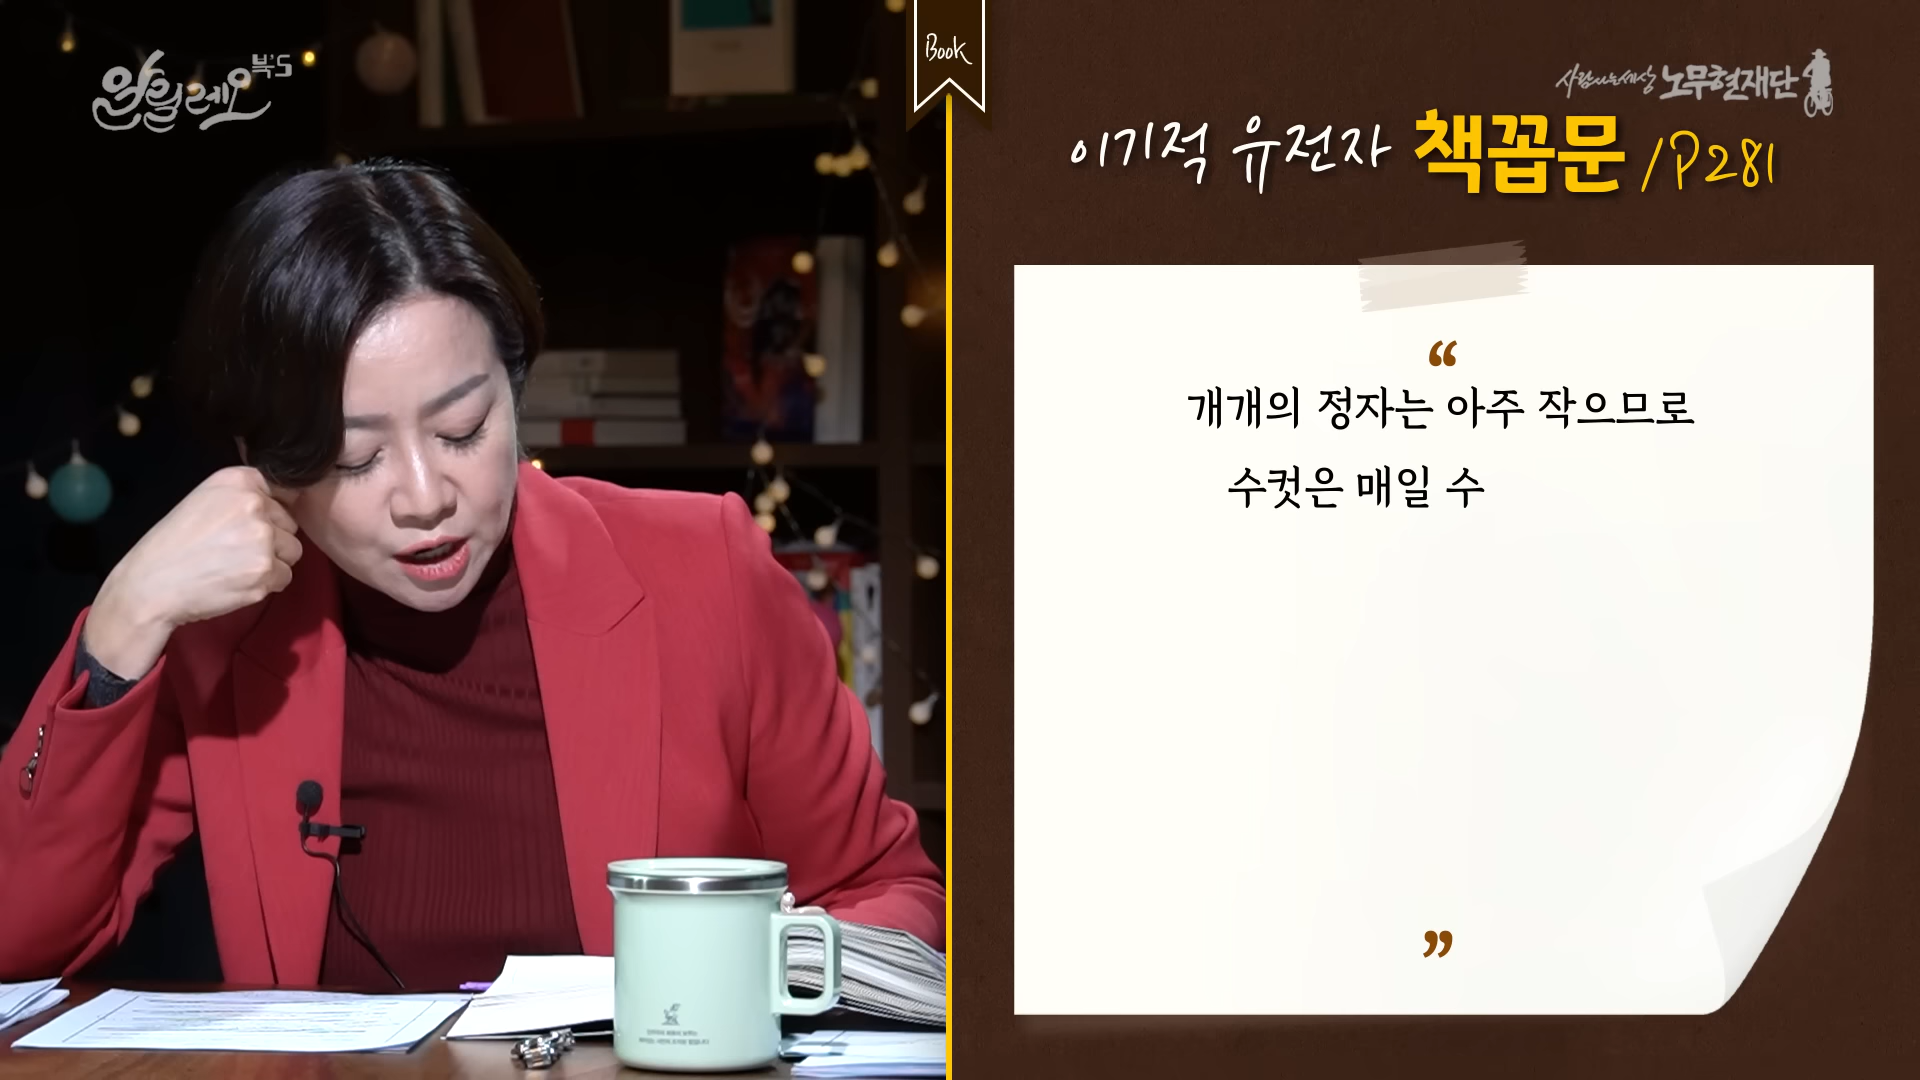 알릴레오 북's
Book
사람사는세상 노무현재단
이기적 유전자 책꼽문 /P281
“
개개의 정자는 아주 작으므로
수컷은 매일 수
”